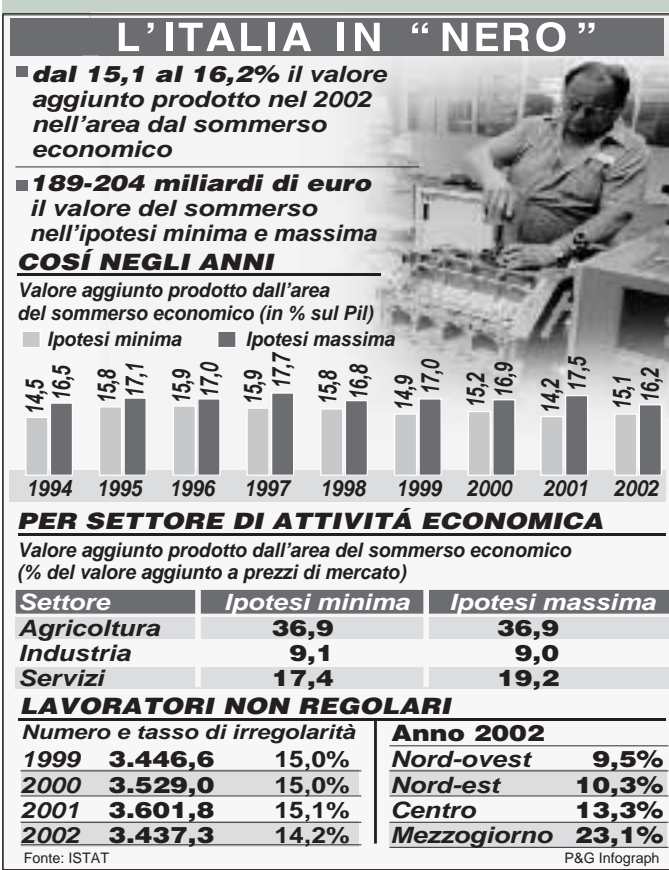 L'ITALIA IN “NERO”
dal 15,1 al 16,2% il valore
aggiunto prodotto nel 2002
nell'area dal sommerso
economico
189-204 miliardi di euro
il valore del sommerso
nell'ipotesi minima e massima
COSÍ NEGLI ANNI
Valore aggiunto prodotto dall'area
del sommerso economico (in % sul Pil)
Ipotesi minima Ipotesi massima
14,5 16,5 15,8 17,1 15,9 17,0 15,9 17,7 15,8 16,8 14,9 17,0 15,2 16,9 14,2 17,5 15,1 16,2
1994 1995 1996 1997 1998 1999 2000 2001 2002
PER SETTORE DI ATTIVITÁ ECONOMICA
Valore aggiunto prodotto dall'area del sommerso economico
(% del valore aggiunto a prezzi di mercato)
Settore Ipotesi minima Ipotesi massima
Agricoltura 36,9 36,9
Industria 9,1 9,0
Servizi 17,4 19,2
LAVORATORI NON REGOLARI
Numero e tasso di irregolarità
1999 3.446,6 15,0%
2000 3.529,0 15,0%
2001 3.601,8 15,1%
2002 3.437,3 14,2%
Anno 2002
Nord-ovest 9,5%
Nord-est 10,3%
Centro 13,3%
Mezzogiorno 23,1%
Fonte: ISTAT P&G Infograph